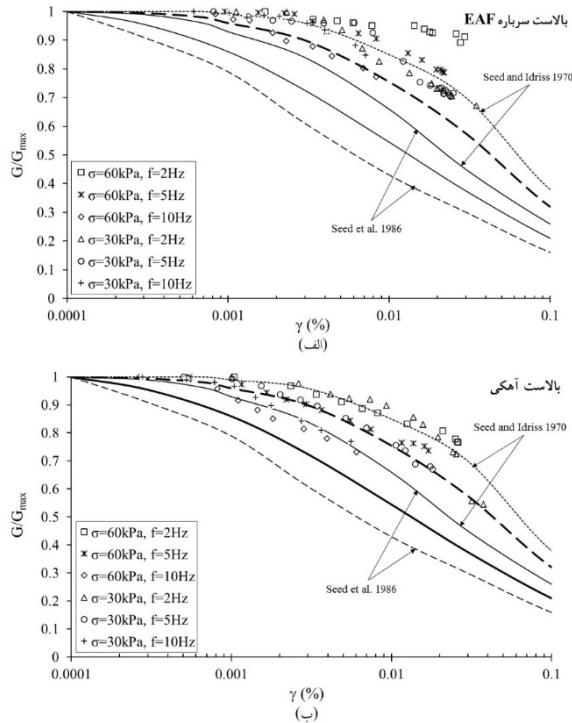 بالاست سرباره EAF
G/Gmax
1
0.9
0.8
0.7
0.6
0.5
0.4
0.3
0.2
0.1
0
Seed and Idriss 1970
Seed et al. 1986
σ=60kPa, f=2Hz
σ=60kPa, f=5Hz
σ=60kPa, f=10Hz
σ=30kPa, f=2Hz
σ=30kPa, f=5Hz
σ=30kPa, f=10Hz
0.0001 0.001 0.01 0.1
γ (%)
(الف)
بالاست آهکی
G/Gmax
1
0.9
0.8
0.7
0.6
0.5
0.4
0.3
0.2
0.1
0
Seed and Idriss 1970
Seed et al. 1986
σ=60kPa, f=2Hz
σ=60kPa, f=5Hz
σ=60kPa, f=10Hz
σ=30kPa, f=2Hz
σ=30kPa, f=5Hz
σ=30kPa, f=10Hz
0.0001 0.001 0.01 0.1
γ (%)
(ب)